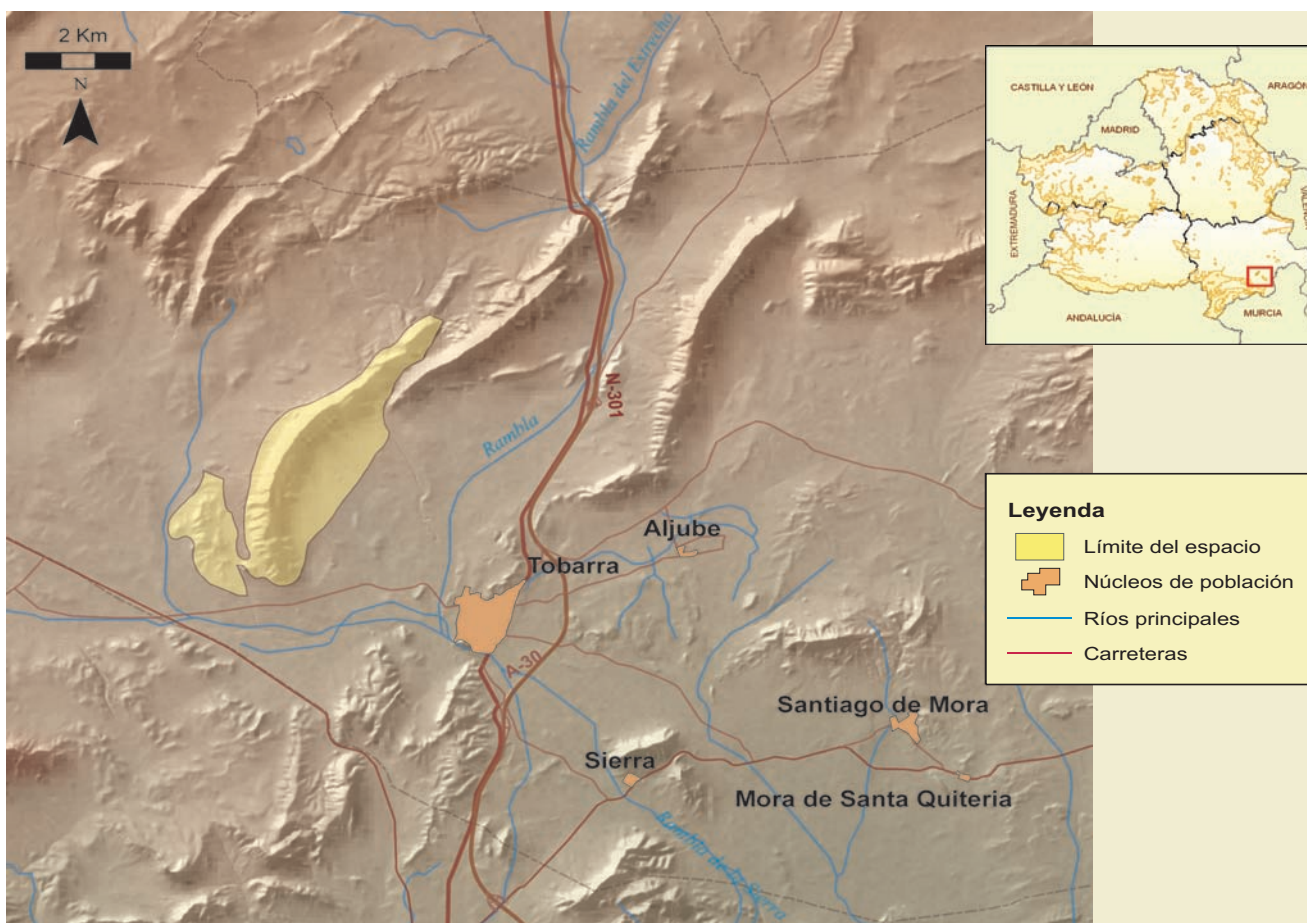 2 Km
N
Rambla del Estrecho
N-301
Rambla
Aljube
Tobarra
A-30
Santiago de Mora
Sierra
Mora de Santa Quiteria
Rambla de La Sierra
CASTILLA Y LEÓN
ARAGÓN
MADRID
EXTREMADURA
ANDALUCÍA
MURCIA
Leyenda
Límite del espacio
Núcleos de población
Ríos principales
Carreteras